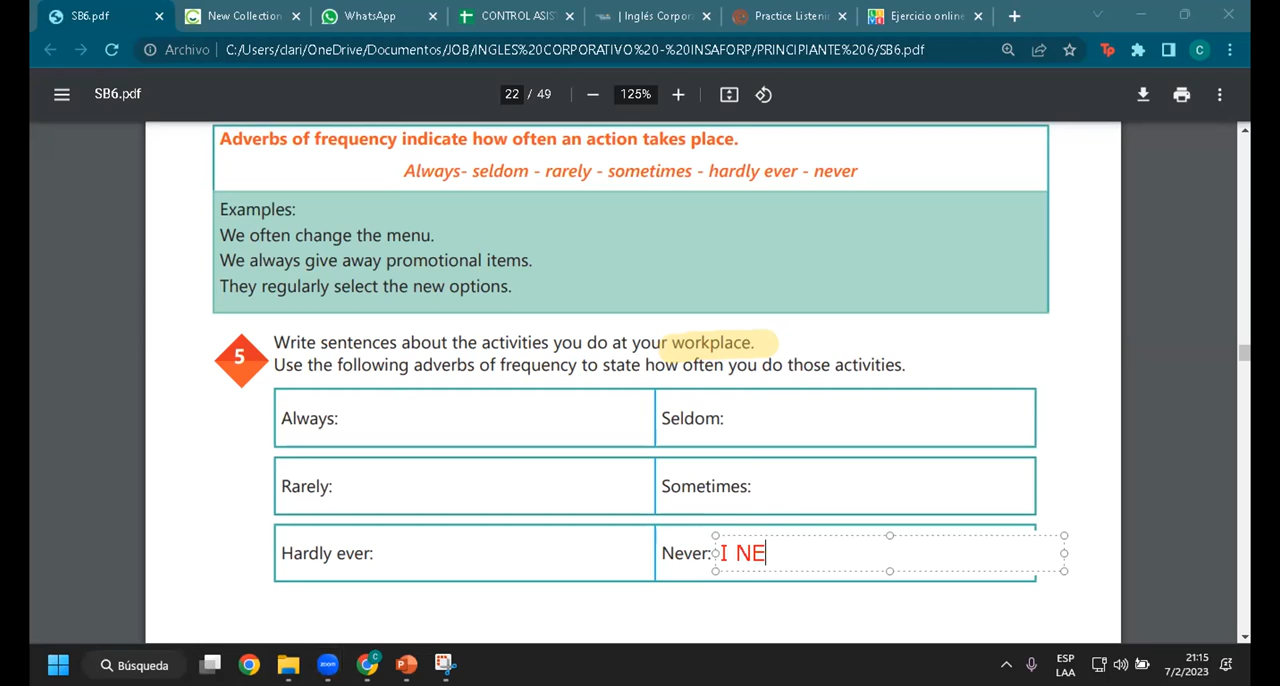 SB6.pdf
New Collection
WhatsApp
CONTROL ASIS
| Inglés Corpor
Practice Listeni
Ejercicio online
Archivo
C:/Users/dari/OneDrive/Documentos/JOB/INGLES%20CORPORATIVO%20-%20INSAFORP/PRINCIPIANTE%206/SB6.pdf
Tp
C
SB6.pdf
22 / 49
125%
Adverbs of frequency indicate how often an action takes place.
Always- seldom - rarely - sometimes - hardly ever - never
Examples:
We often change the menu.
We always give away promotional items.
They regularly select the new options.
5
Write sentences about the activities you do at your workplace.
Use the following adverbs of frequency to state how often you do those activities.
Always:
Seldom:
Rarely:
Sometimes:
Hardly ever:
Never: I NE
Búsqueda
zoom
C
P
ESP
LAA
21:15
7/2/2023